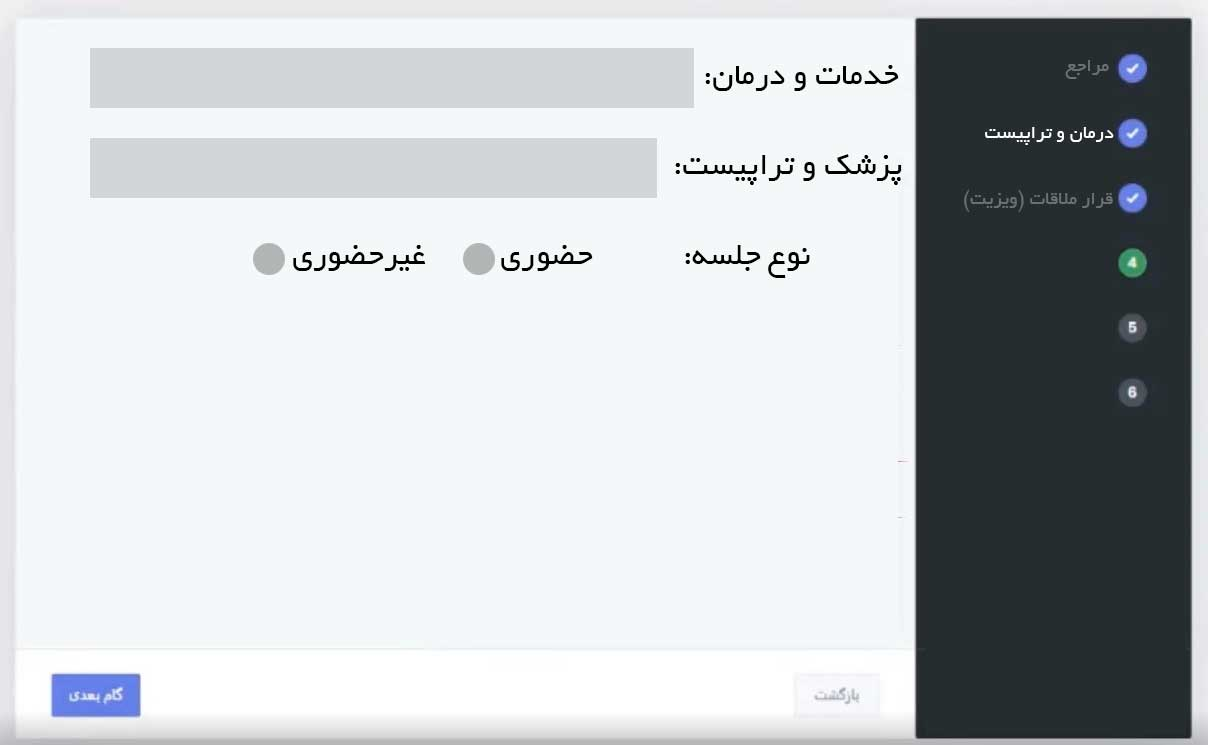 مراجع
درمان و تراپیست
قرار ملاقات (ویزیت)
4
5
6
خدمات و درمان:
پزشک و تراپیست:
نوع جلسه: حضوری غیرحضوری
بازگشت گام بعدی